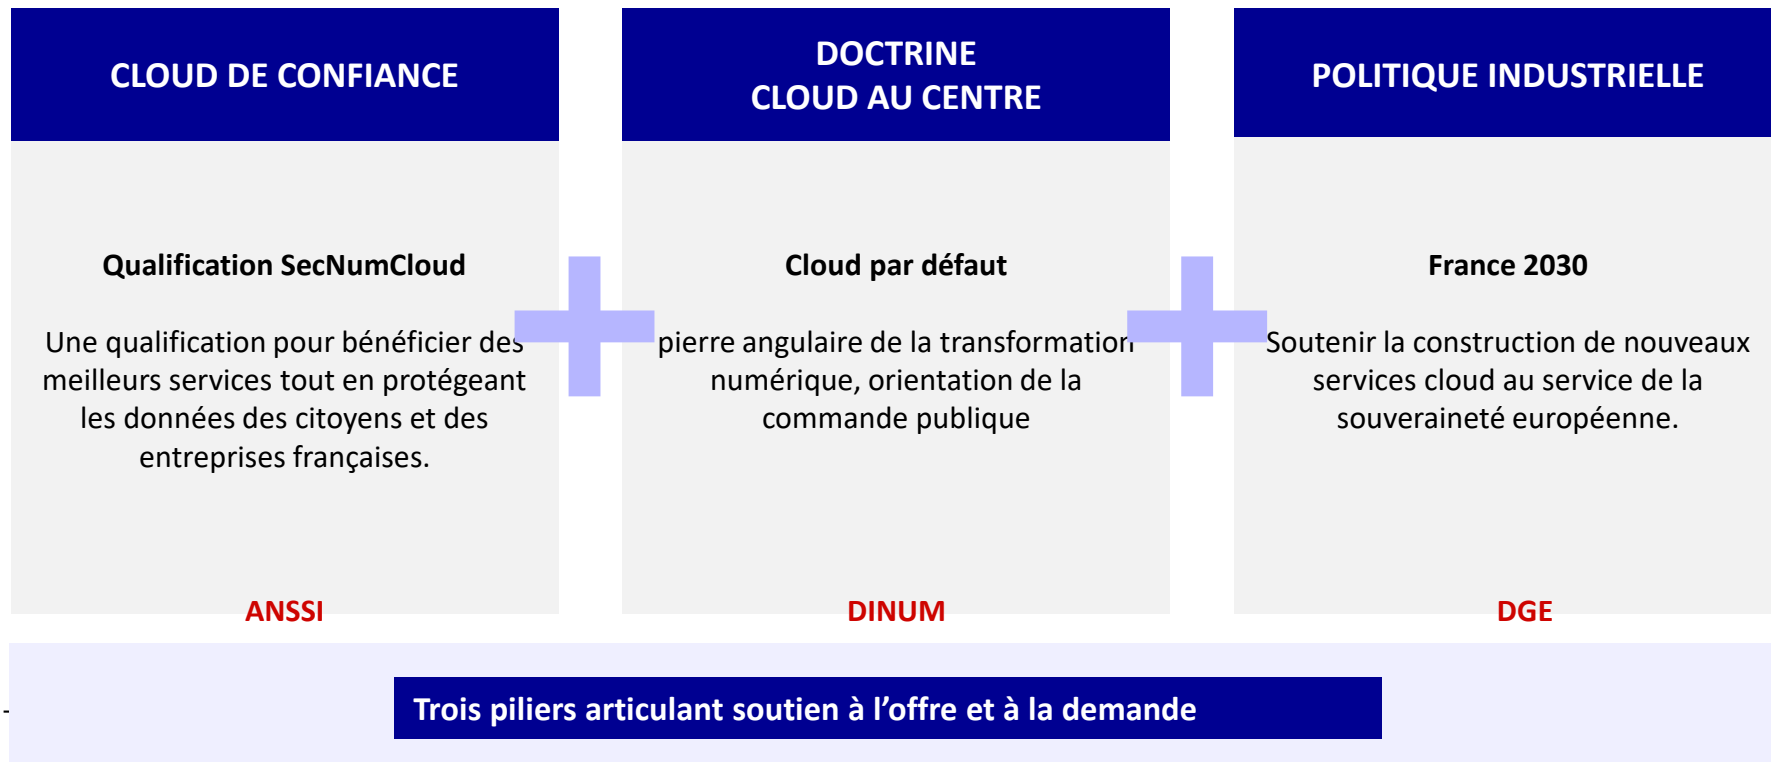 CLOUD DE CONFIANCE
Qualification SecNumCloud
Une qualification pour bénéficier des
meilleurs services tout en protégeant
les données des citoyens et des
entreprises françaises.
ANSSI
DOCTRINE
CLOUD AU CENTRE
Cloud par défaut
pierre angulaire de la transformation
numérique, orientation de la
commande publique
DINUM
POLITIQUE INDUSTRIELLE
France 2030
Soutenir la construction de nouveaux
services cloud au service de la
souveraineté européenne.
DGE
Trois piliers articulant soutien à l’offre et à la demande